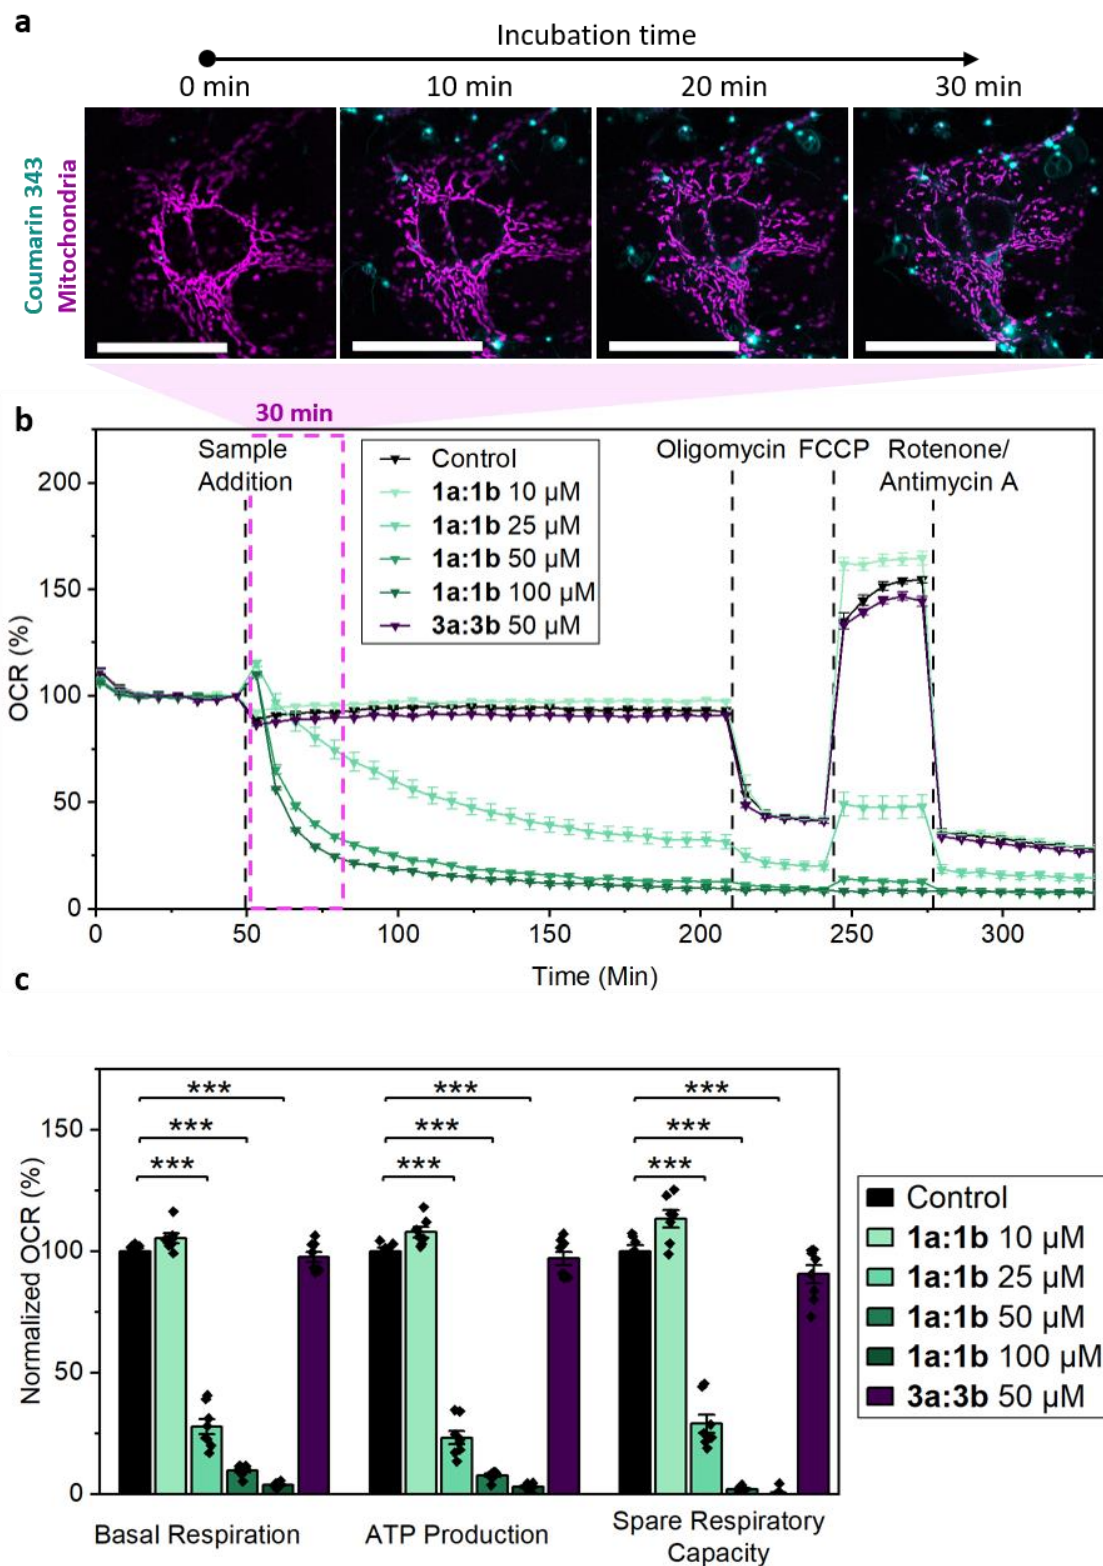 a
Incubation time
0 min 10 min 20 min 30 min
Coumarin 343
Mitochondria
b
30 min
Sample
Addition
Control
1a:1b 10 µM
1a:1b 25 µM
1a:1b 50 µM
1a:1b 100 µM
3a:3b 50 µM
Oligomycin
FCCP
Rotenone/
Antimycin A
200
150
100
50
0
OCR (%)
0 50 100 150 200 250 300
Time (Min)
c
*** *** ***
*** *** ***
*** *** ***
150
100
50
0
Normalized OCR (%)
Basal Respiration
ATP Production
Spare Respiratory
Capacity
Control
1a:1b 10 µM
1a:1b 25 µM
1a:1b 50 µM
1a:1b 100 µM
3a:3b 50 µM